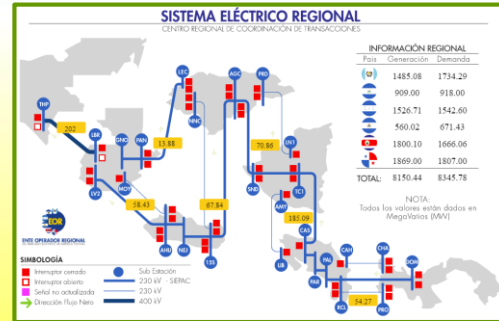 SISTEMA ELÉCTRICO REGIONAL
CENTRO REGIONAL DE COORDINACIÓN DE TRANSACCIONES
INFORMACIÓN REGIONAL
País Generación Demanda
1485.08 1734.29
909.00 918.00
1526.71 1542.60
560.02 671.43
1800.10 1666.06
1869.00 1807.00
TOTAL: 8150.44 8345.78
NOTA:
Todos los valores están dados en
MegaVatios (MW)
THP
202
LBR
LV2
GNO
PAN
MOY
LEC
13.88
NNC
AGC
PRD
58.43
AHU
NEJ
15S
67.84
70.86
LNT
SND
TC1
AMY
185.09
LIB
CAS
PAR
PAL
CAH
CHA
DOM
RCL
54.27
PRO
EOR
ENTE OPERADOR REGIONAL
SIMBOLOGÍA
Interruptor cerrado
Interruptor abierto
Señal no actualizada
Dirección Flujo Neto
Sub Estación
230 kV - SIEPAC
230 kV
400 kV